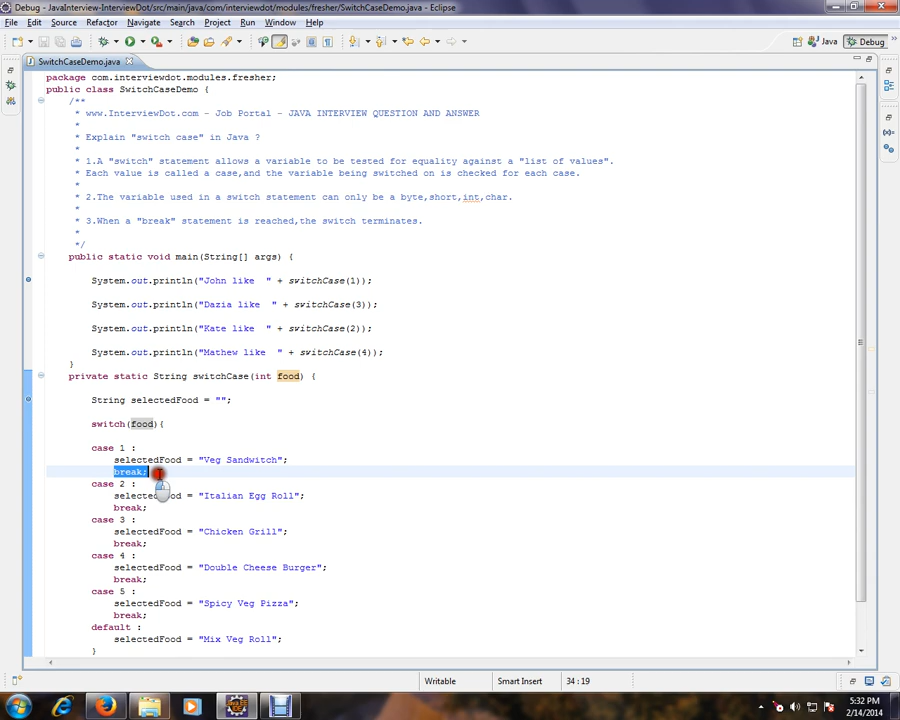 Debug - JavaInterview-InterviewDot/src/main/java/com/interviewdot/modules/fresher/SwitchCaseDemo.java - Eclipse
File Edit Source Refactor Navigate Search Project Run Window Help
Java Debug
SwitchCaseDemo.java
package com.interviewdot.modules.fresher;
public class SwitchCaseDemo {
/**
* www.InterviewDot.com - Job Portal - JAVA INTERVIEW QUESTION AND ANSWER
*
* Explain "switch case" in Java ?
*
* 1.A "switch" statement allows a variable to be tested for equality against a "list of values".
* Each value is called a case,and the variable being switched on is checked for each case.
*
* 2.The variable used in a switch statement can only be a byte,short,int,char.
*
* 3.When a "break" statement is reached,the switch terminates.
*
*/
public static void main(String[] args) {
System.out.println("John like  " + switchCase(1));
System.out.println("Dazia like  " + switchCase(3));
System.out.println("Kate like  " + switchCase(2));
System.out.println("Mathew like  " + switchCase(4));
}
private static String switchCase(int food) {
String selectedFood = "";
switch(food){
case 1 :
selectedFood = "Veg Sandwitch";
break;
case 2 :
selectedFood = "Italian Egg Roll";
break;
case 3 :
selectedFood = "Chicken Grill";
break;
case 4 :
selectedFood = "Double Cheese Burger";
break;
case 5 :
selectedFood = "Spicy Veg Pizza";
break;
default :
selectedFood = "Mix Veg Roll";
}
Writable Smart Insert 34 : 19
5:32 PM
2/14/2014